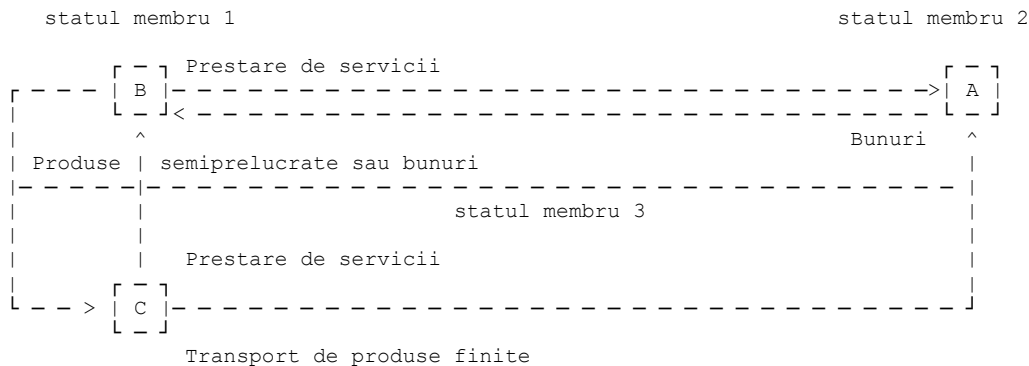 statul membru 1 statul membru 2
Prestare de servicii
B A
Bunuri
Produse semiprelucrate sau bunuri
statul membru 3
Prestare de servicii
C
Transport de produse finite